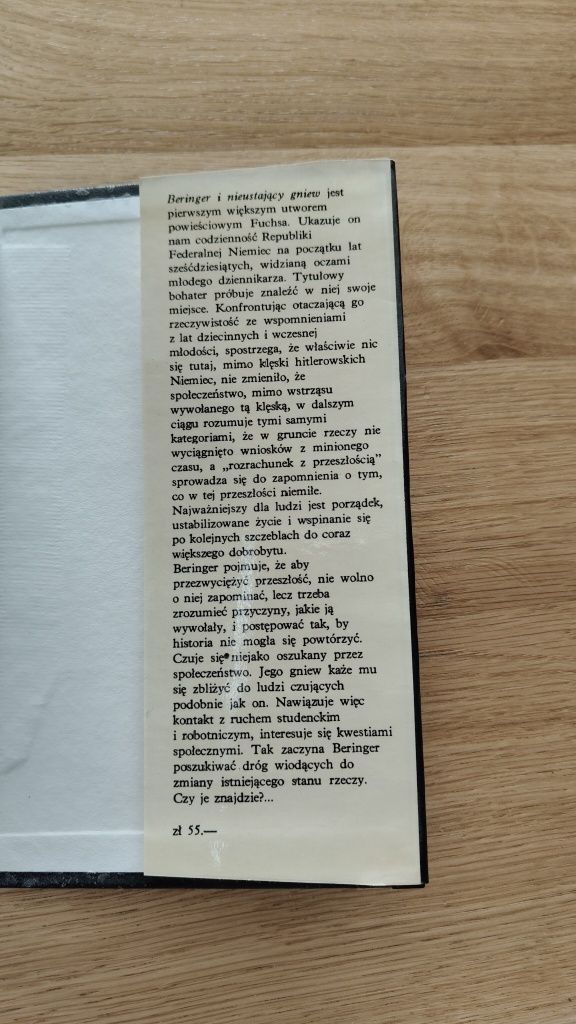 Beringer i nieustający gniew jest
pierwszym większym utworem
powieściowym Fuchsa. Ukazuje on
nam codzienność Republiki
Federalnej Niemiec na początku lat
sześćdziesiątych, widzianą oczami
młodego dziennikarza. Tytułowy
bohater próbuje znaleźć w niej swoje
miejsce. Konfrontując otaczającą go
rzeczywistość ze wspomnieniami
z lat dziecinnych i wczesnej
młodości, spostrzega, że właściwie nic
się tutaj, mimo klęski hitlerowskich
Niemiec, nie zmieniło, że
społeczeństwo, mimo wstrząsu
wywołanego tą klęską, w dalszym
ciągu rozumuje tymi samymi
kategoriami, że w gruncie rzeczy nie
wyciągnięto wniosków z minionego
czasu, a „rozrachunek z przeszłością”
sprowadza się do zapomnienia o tym,
co w tej przeszłości niemiłe.
Najważniejszy dla ludzi jest porządek,
ustabilizowane życie i wspinanie się
po kolejnych szczeblach do coraz
większego dobrobytu.
Beringer pojmuje, że aby
przezwyciężyć przeszłość, nie wolno
o niej zapominać, lecz trzeba
zrozumieć przyczyny, jakie ją
wywołały, i postępować tak, by
historia nie mogła się powtórzyć.
Czuje się niejako oszukany przez
społeczeństwo. Jego gniew każe mu
się zbliżyć do ludzi czujących
podobnie jak on. Nawiązuje więc
kontakt z ruchem studenckim
i robotniczym, interesuje się kwestiami
społecznymi. Tak zaczyna Beringer
poszukiwać dróg wiodących do
zmiany istniejącego stanu rzeczy.
Czy je znajdzie?...
zł 55.—